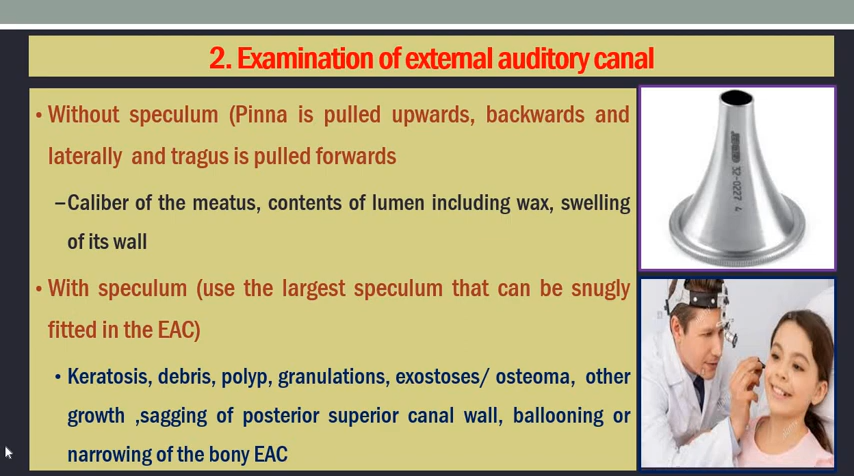 2. Examination of external auditory canal
• Without speculum (Pinna is pulled upwards, backwards and
laterally and tragus is pulled forwards
–Caliber of the meatus, contents of lumen including wax, swelling
of its wall
• With speculum (use the largest speculum that can be snugly
fitted in the EAC)
• Keratosis, debris, polyp, granulations, exostoses/ osteoma, other
growth ,sagging of posterior superior canal wall, ballooning or
narrowing of the bony EAC
32-0227 4